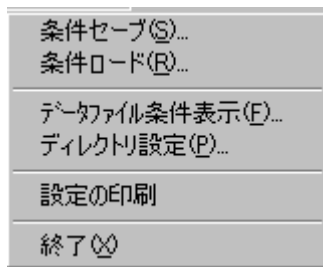 条件セーブ(S)...
条件ロード(R)...
ﾃﾞｰﾀﾌｧｲﾙ条件表示(F)...
ディレクトリ設定(P)...
設定の印刷
終了(X)